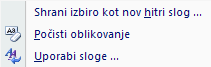 Shrani izbiro kot nov hitri slog ...
Počisti oblikovanje
Uporabi sloge ...